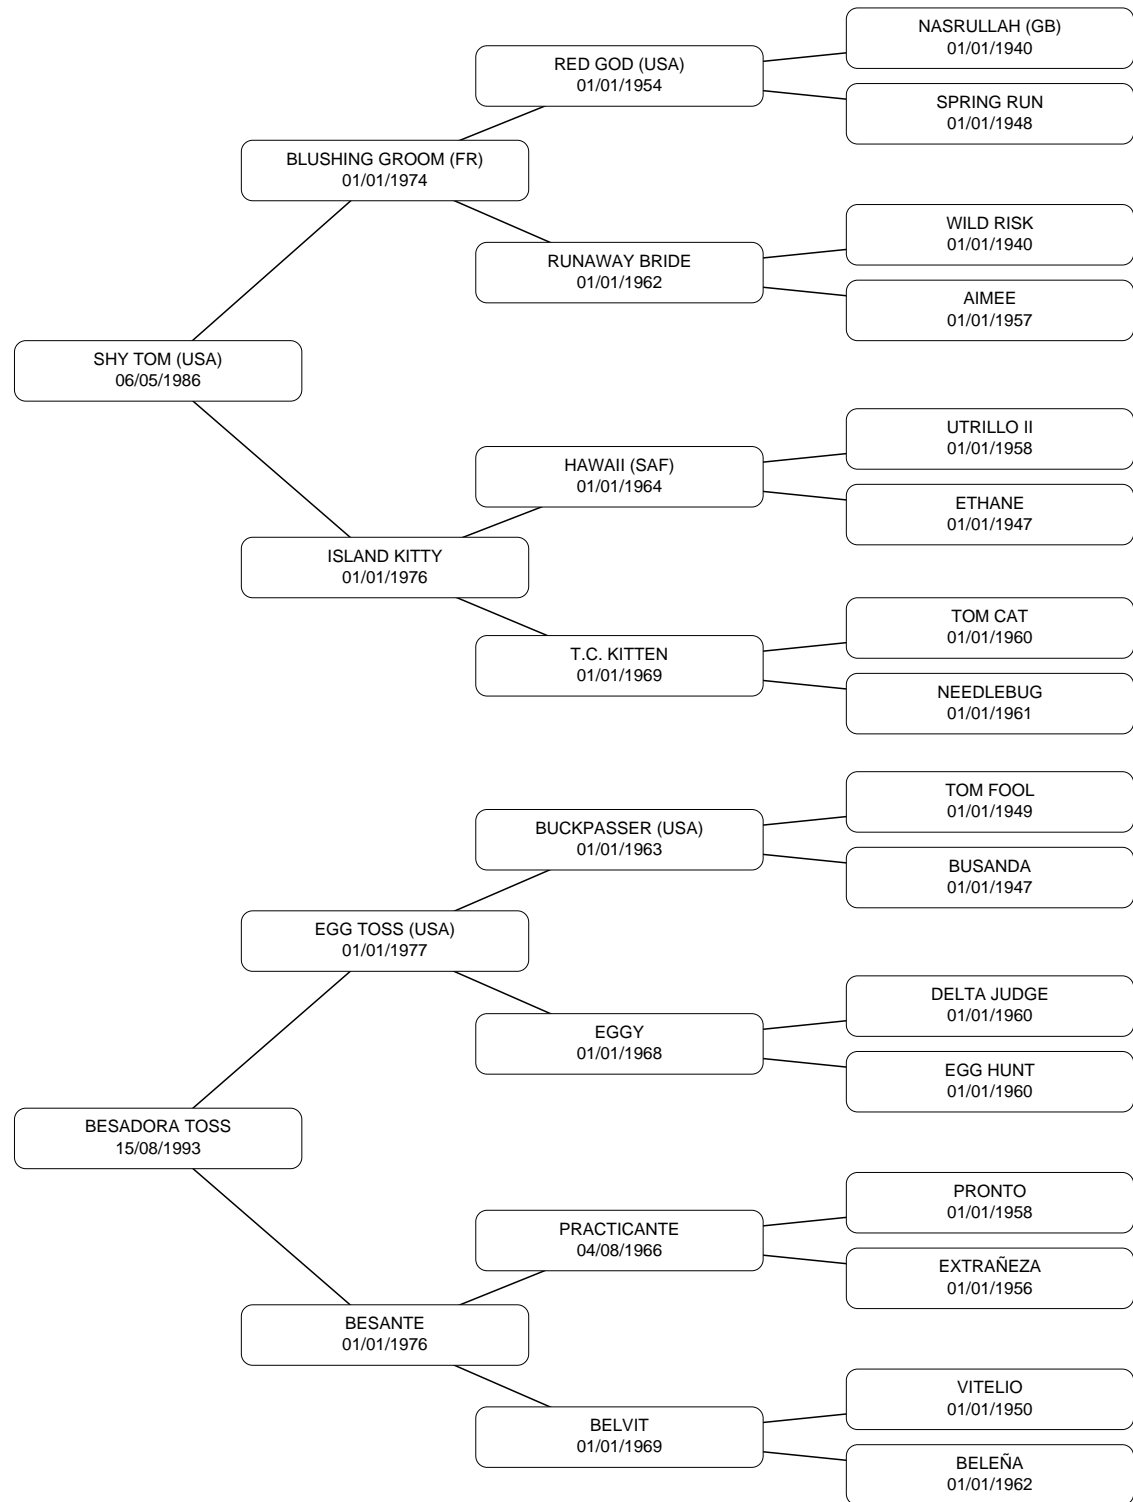 NASRULLAH (GB)
01/01/1940
RED GOD (USA)
01/01/1954
SPRING RUN
01/01/1948
BLUSHING GROOM (FR)
01/01/1974
WILD RISK
01/01/1940
RUNAWAY BRIDE
01/01/1962
AIMEE
01/01/1957
SHY TOM (USA)
06/05/1986
UTRILLO II
01/01/1958
HAWAII (SAF)
01/01/1964
ETHANE
01/01/1947
ISLAND KITTY
01/01/1976
TOM CAT
01/01/1960
T.C. KITTEN
01/01/1969
NEEDLEBUG
01/01/1961
TOM FOOL
01/01/1949
BUCKPASSER (USA)
01/01/1963
BUSANDA
01/01/1947
EGG TOSS (USA)
01/01/1977
DELTA JUDGE
01/01/1960
EGGY
01/01/1968
EGG HUNT
01/01/1960
BESADORA TOSS
15/08/1993
PRONTO
01/01/1958
PRACTICANTE
04/08/1966
EXTRAÑEZA
01/01/1956
BESANTE
01/01/1976
VITELIO
01/01/1950
BELVIT
01/01/1969
BELEÑA
01/01/1962